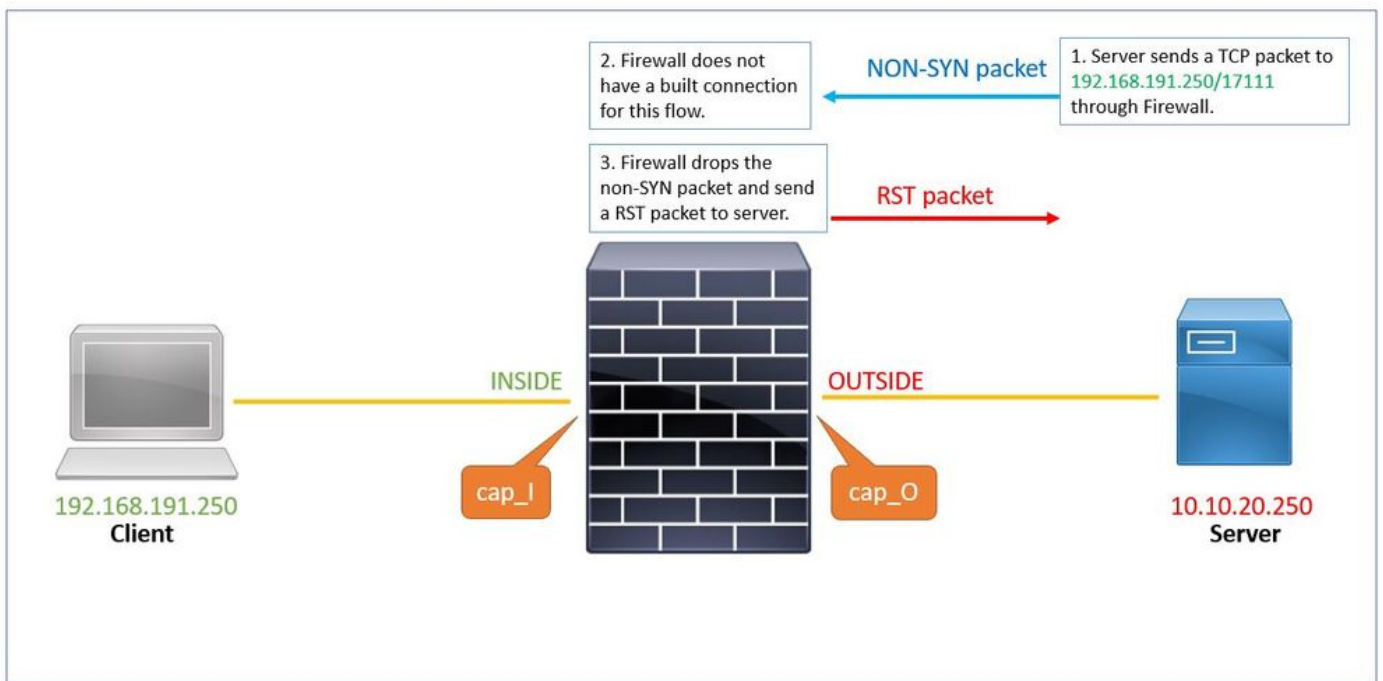 2. Firewall does not
have a built connection
for this flow.
NON-SYN packet
1. Server sends a TCP packet to
192.168.191.250/17111
through Firewall.
3. Firewall drops the
non-SYN packet and send
a RST packet to server.
RST packet
INSIDE
OUTSIDE
cap_I
cap_O
192.168.191.250
Client
10.10.20.250
Server